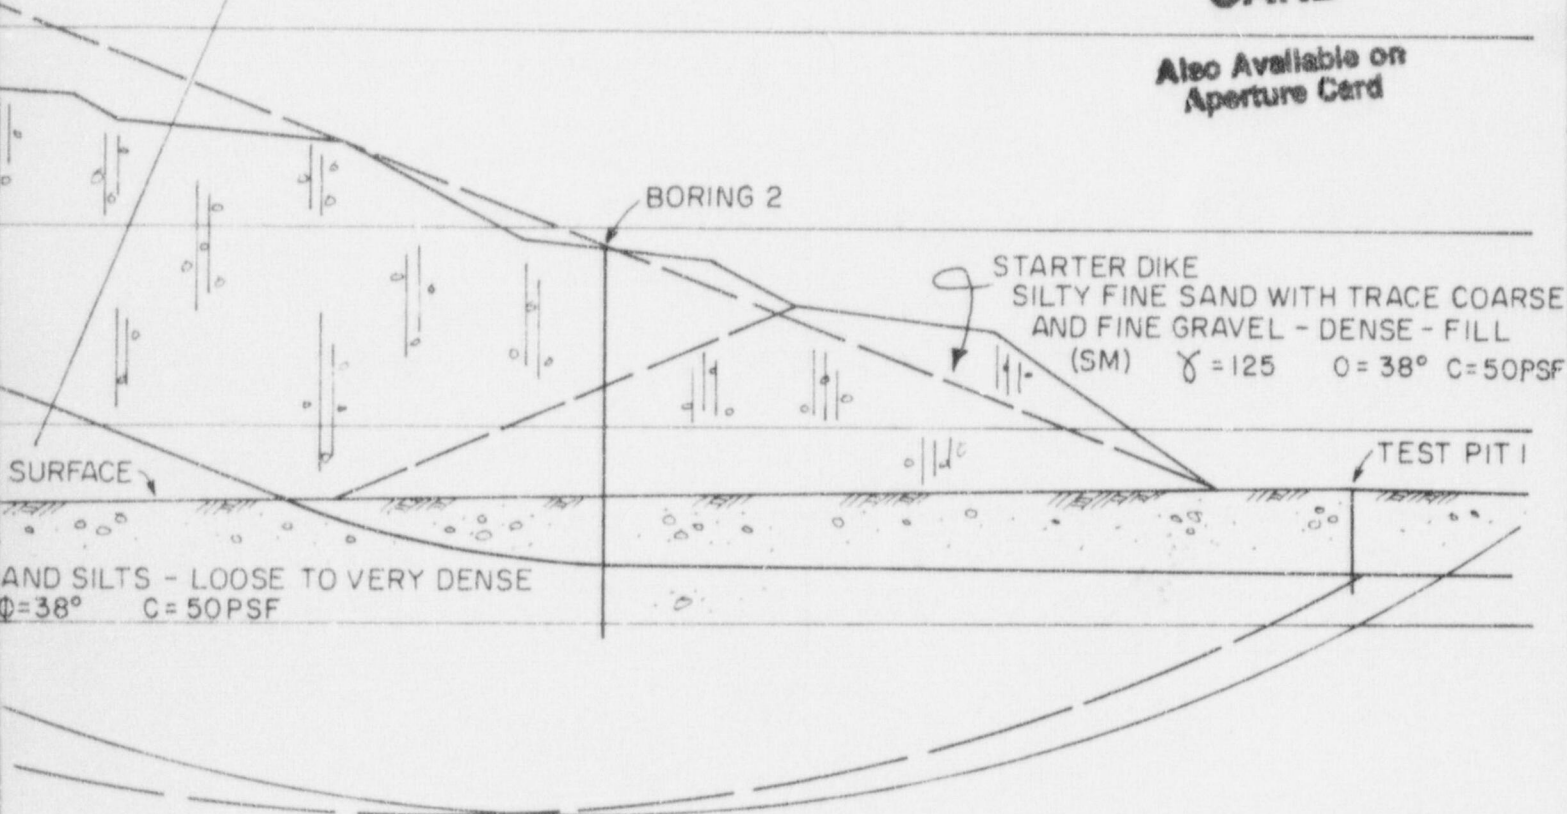 Also Available on
Aperture Card
BORING 2
STARTER DIKE
SILTY FINE SAND WITH TRACE COARSE
AND FINE GRAVEL - DENSE - FILL
(SM) γ = 125 O = 38° C = 50PSF
TEST PIT 1
SURFACE
AND SILTS - LOOSE TO VERY DENSE
Φ = 38° C = 50PSF